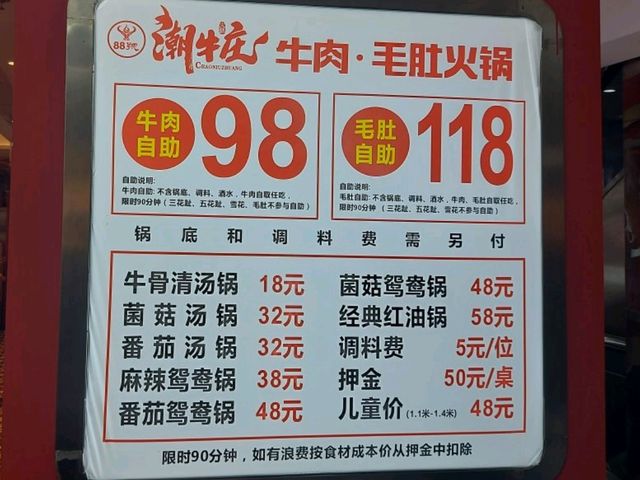 88号
潮牛庄
CHAONIUZHUANG
牛肉·毛肚火锅
牛肉自助 98
自助说明:
牛肉自助: 不含锅底、调料、酒水, 牛肉自取任吃,
限时90分钟 (三花趾、五花趾、雪花、毛肚不参与自助)
毛肚自助 118
自助说明:
毛肚自助: 不含锅底、调料、酒水, 牛肉、毛肚自取任吃,
限时90分钟 (三花趾、五花趾、雪花不参与自助)
锅底和调料费需另付
牛骨清汤锅 18元
菌菇汤锅 32元
番茄汤锅 32元
麻辣鸳鸯锅 38元
番茄鸳鸯锅 48元
菌菇鸳鸯锅 48元
经典红油锅 58元
调料费 5元/位
押金 50元/桌
儿童价(1.1米-1.4米) 48元
限时90分钟，如有浪费按食材成本价从押金中扣除